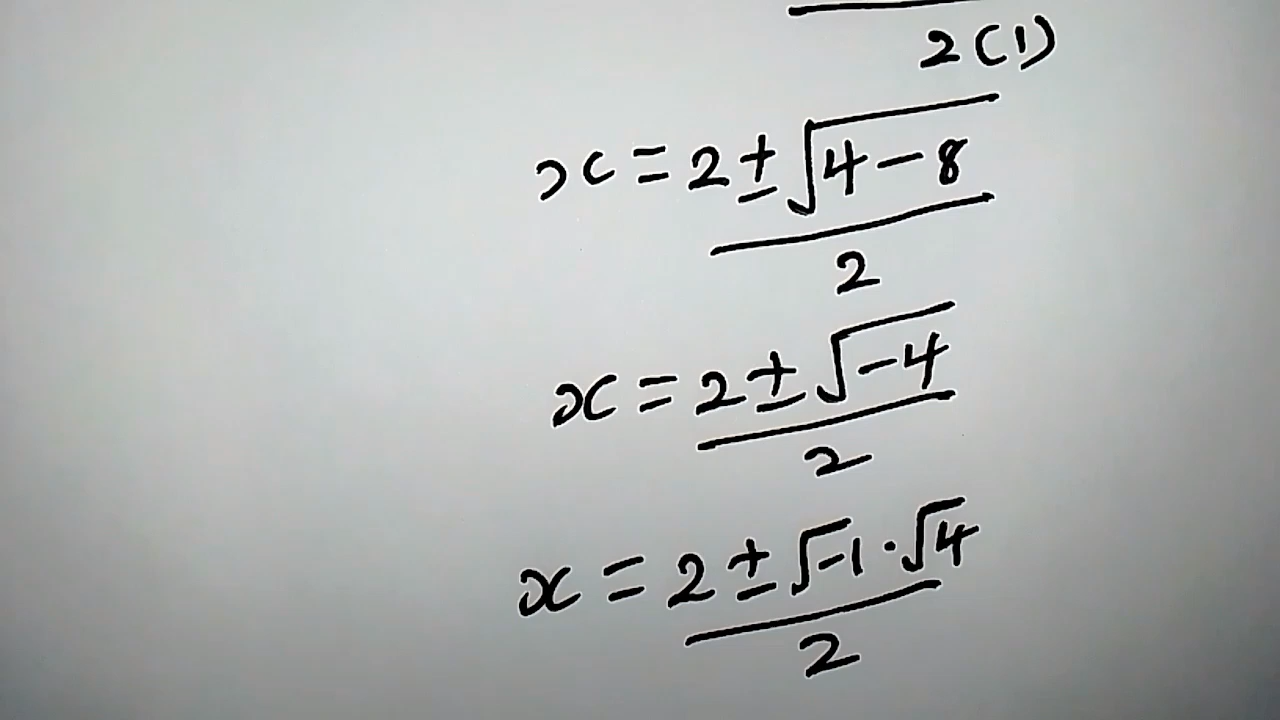 2(1)
x = 2 ± √4 - 8
2
x = 2 ± √-4
2
x = 2 ± √-1 · √4
2